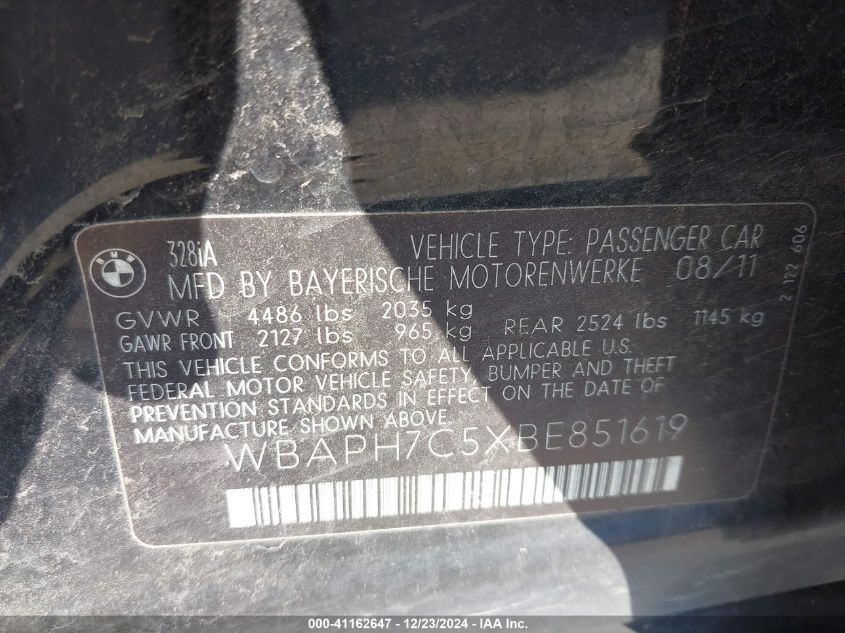 BMW
328iA VEHICLE TYPE: PASSENGER CAR
MFD BY BAYERISCHE MOTORENWERKE 08/11
GVWR 4486 lbs 2035 kg
GAWR FRONT 2127 lbs 965 kg REAR 2524 lbs 1145 kg
THIS VEHICLE CONFORMS TO ALL APPLICABLE U.S.
FEDERAL MOTOR VEHICLE SAFETY, BUMPER AND THEFT
PREVENTION STANDARDS IN EFFECT ON THE DATE OF
MANUFACTURE SHOWN ABOVE.
WBAPH7C5XBE851619
2 122 606
000-41162647 - 12/23/2024 - IAA Inc.